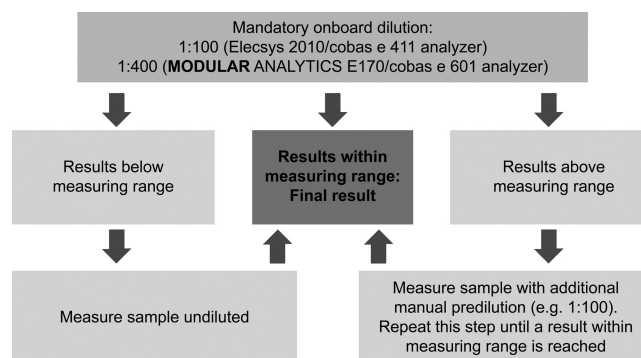 Mandatory onboard dilution:
1:100 (Elecsys 2010/cobas e 411 analyzer)
1:400 (MODULAR ANALYTICS E170/cobas e 601 analyzer)
Results below
measuring range
Results within
measuring range:
Final result
Results above
measuring range
Measure sample undiluted
Measure sample with additional
manual predilution (e.g. 1:100).
Repeat this step until a result within
measuring range is reached